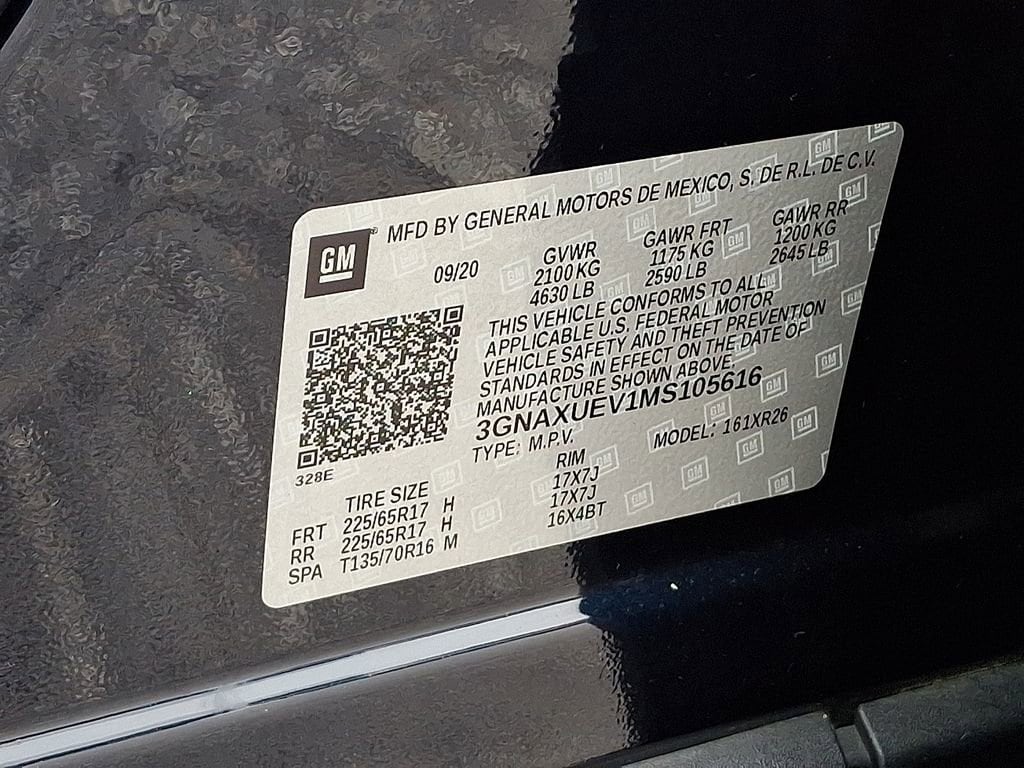 GM
MFD BY GENERAL MOTORS DE MEXICO, S. DE R.L. DE C.V.
09/20
GVWR GAWR FRT GAWR RR
2100 KG 1175 KG 1200 KG
4630 LB 2590 LB 2645 LB
THIS VEHICLE CONFORMS TO ALL
APPLICABLE U.S. FEDERAL MOTOR
VEHICLE SAFETY AND THEFT PREVENTION
STANDARDS IN EFFECT ON THE DATE OF
MANUFACTURE SHOWN ABOVE.
3GNAXUEV1MS105616
TYPE: M.P.V. MODEL: 161XR26
328E
TIRE SIZE RIM
FRT 225/65R17 H 17X7J
RR 225/65R17 H 17X7J
SPA T135/70R16 M 16X4BT